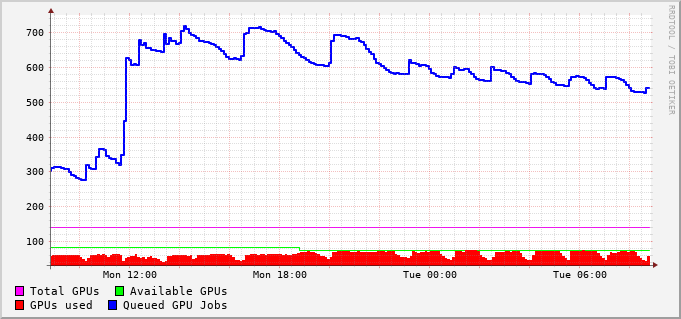 700
600
500
400
300
200
100
Mon 12:00 Mon 18:00 Tue 00:00 Tue 06:00
Total GPUs Available GPUs
GPUs used Queued GPU Jobs
RRDTOOL / TOBI OETIKER